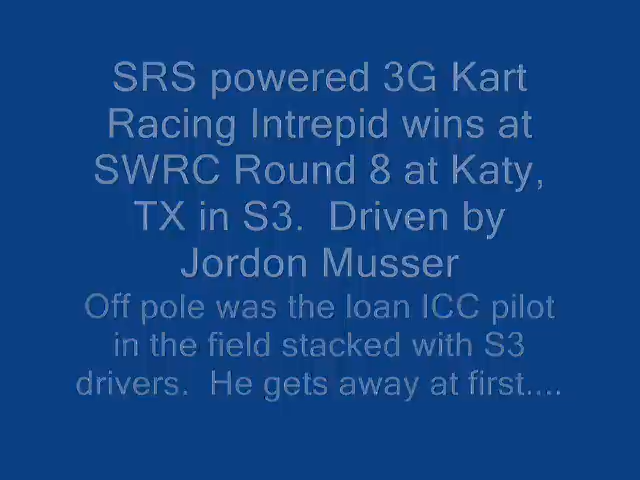 SRS powered 3G Kart
Racing Intrepid wins at
SWRC Round 8 at Katy,
TX in S3.  Driven by
Jordon Musser
Off pole was the loan ICC pilot
in the field stacked with S3
drivers.  He gets away at first....